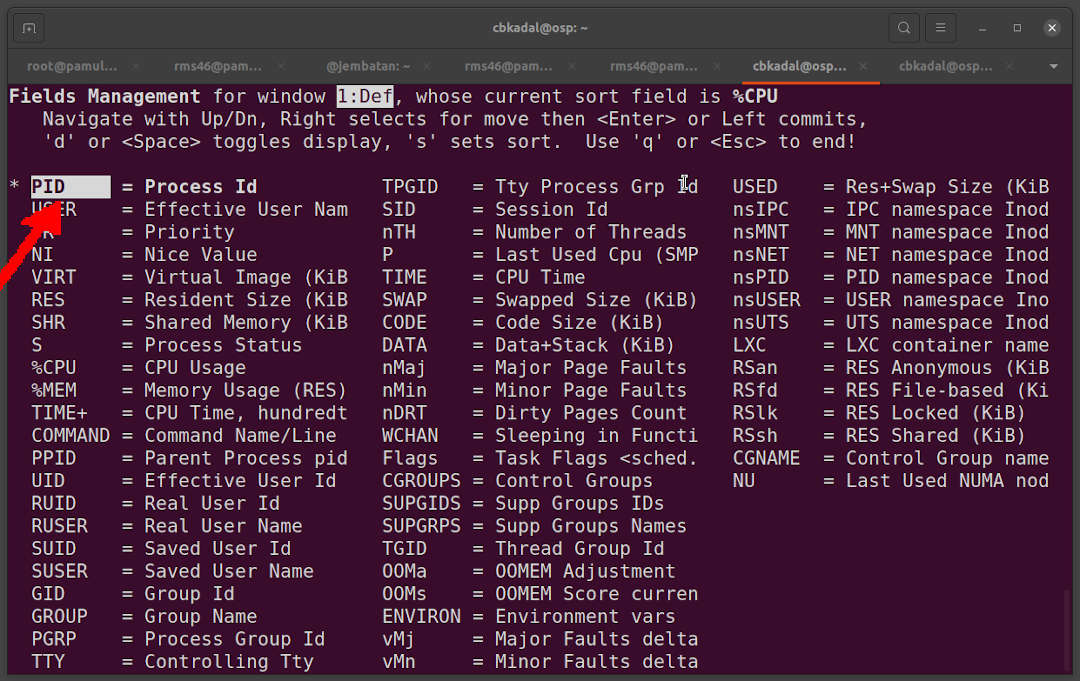 cbkadal@osp: ~
root@pamul... × rms46@pam... × @jembatan: ~ × rms46@pam... × rms46@pam... × cbkadal@osp... × cbkadal@osp... ×
Fields Management for window 1:Def, whose current sort field is %CPU
Navigate with Up/Dn, Right selects for move then <Enter> or Left commits,
'd' or <Space> toggles display, 's' sets sort. Use 'q' or <Esc> to end!
* PID = Process Id TPGID = Tty Process Grp Id USED = Res+Swap Size (KiB
USER = Effective User Nam SID = Session Id nsIPC = IPC namespace Inod
= Priority nTH = Number of Threads nsMNT = MNT namespace Inod
NI = Nice Value P = Last Used Cpu (SMP nsNET = NET namespace Inod
VIRT = Virtual Image (KiB TIME = CPU Time nsPID = PID namespace Inod
RES = Resident Size (KiB SWAP = Swapped Size (KiB) nsUSER = USER namespace Ino
SHR = Shared Memory (KiB CODE = Code Size (KiB) nsUTS = UTS namespace Inod
S = Process Status DATA = Data+Stack (KiB) LXC = LXC container name
%CPU = CPU Usage nMaj = Major Page Faults RSan = RES Anonymous (KiB
%MEM = Memory Usage (RES) nMin = Minor Page Faults RSfd = RES File-based (Ki
TIME+ = CPU Time, hundredt nDRT = Dirty Pages Count RSlk = RES Locked (KiB)
COMMAND = Command Name/Line WCHAN = Sleeping in Functi RSsh = RES Shared (KiB)
PPID = Parent Process pid Flags = Task Flags <sched. CGNAME = Control Group name
UID = Effective User Id CGROUPS = Control Groups NU = Last Used NUMA nod
RUID = Real User Id SUPGIDS = Supp Groups IDs
RUSER = Real User Name SUPGRPS = Supp Groups Names
SUID = Saved User Id TGID = Thread Group Id
SUSER = Saved User Name OOMa = OOMEM Adjustment
GID = Group Id OOMs = OOMEM Score curren
GROUP = Group Name ENVIRON = Environment vars
PGRP = Process Group Id vMj = Major Faults delta
TTY = Controlling Tty vMn = Minor Faults delta